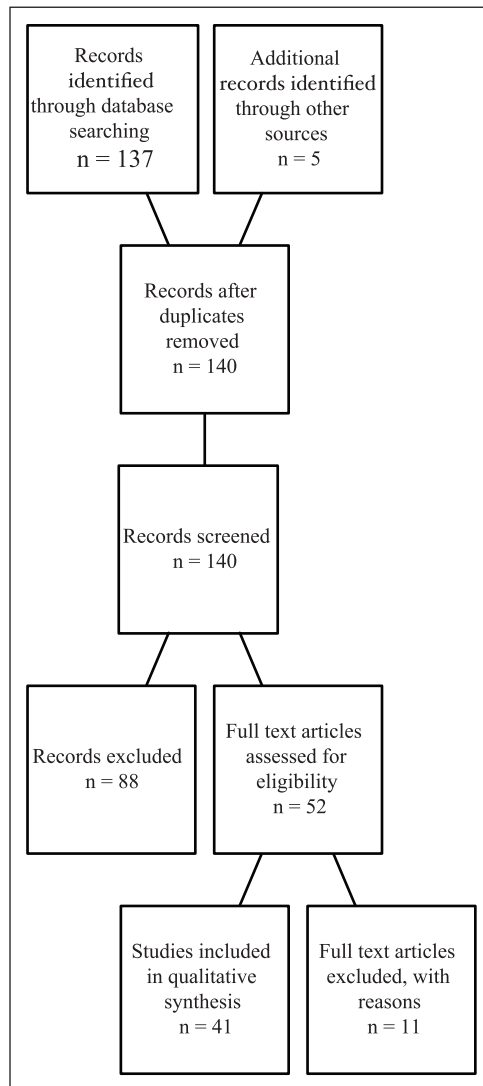 Records
identified
through database
searching
n = 137
Additional
records identified
through other
sources
n = 5
Records after
duplicates
removed
n = 140
Records screened
n = 140
Records excluded
n = 88
Full text articles
assessed for
eligibility
n = 52
Studies included
in qualitative
synthesis
n = 41
Full text articles
excluded, with
reasons
n = 11